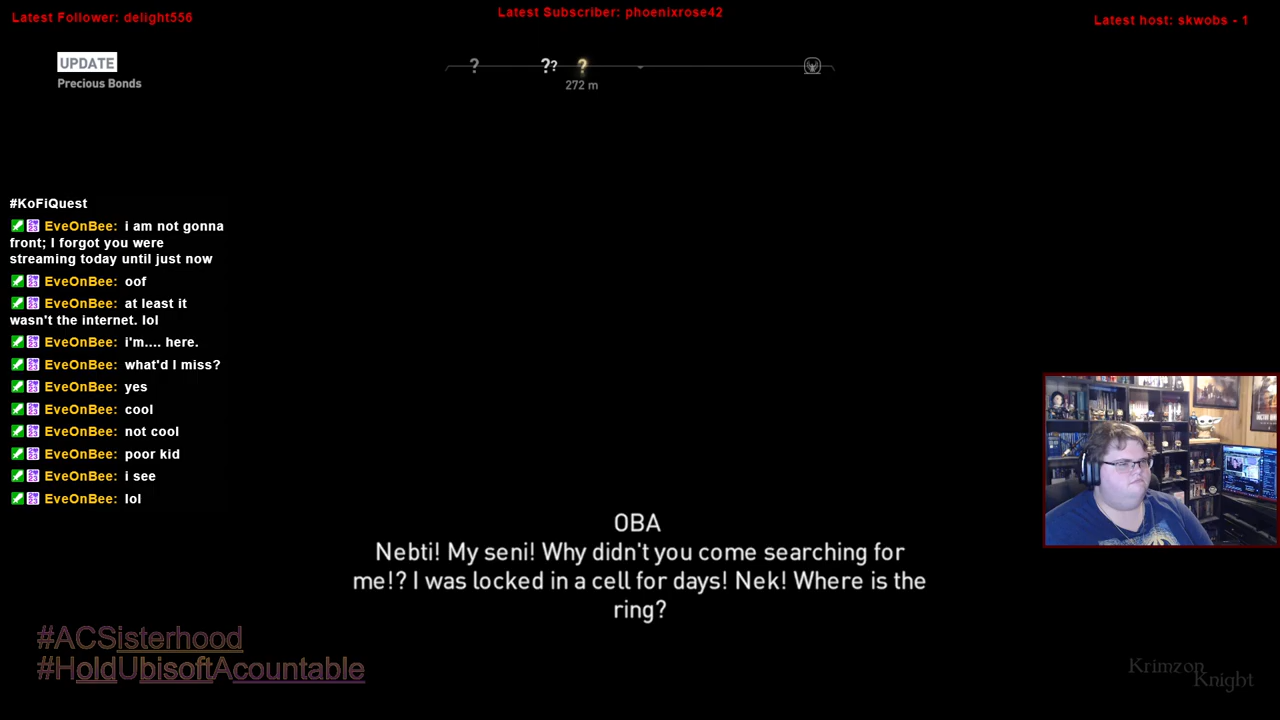 Latest Follower: delight556
Latest Subscriber: phoenixrose42
Latest host: skwobs - 1
UPDATE
Precious Bonds
? ?? ?
272 m
#KoFiQuest
EveOnBee: i am not gonna
front; I forgot you were
streaming today until just now
EveOnBee: oof
EveOnBee: at least it
wasn't the internet. lol
EveOnBee: i'm.... here.
EveOnBee: what'd I miss?
EveOnBee: yes
EveOnBee: cool
EveOnBee: not cool
EveOnBee: poor kid
EveOnBee: i see
EveOnBee: lol
OBA
Nebti! My seni! Why didn't you come searching for
me!? I was locked in a cell for days! Nek! Where is the
ring?
#ACSisterhood
#HoldUbisoftAcountable
Krimzon
Knight